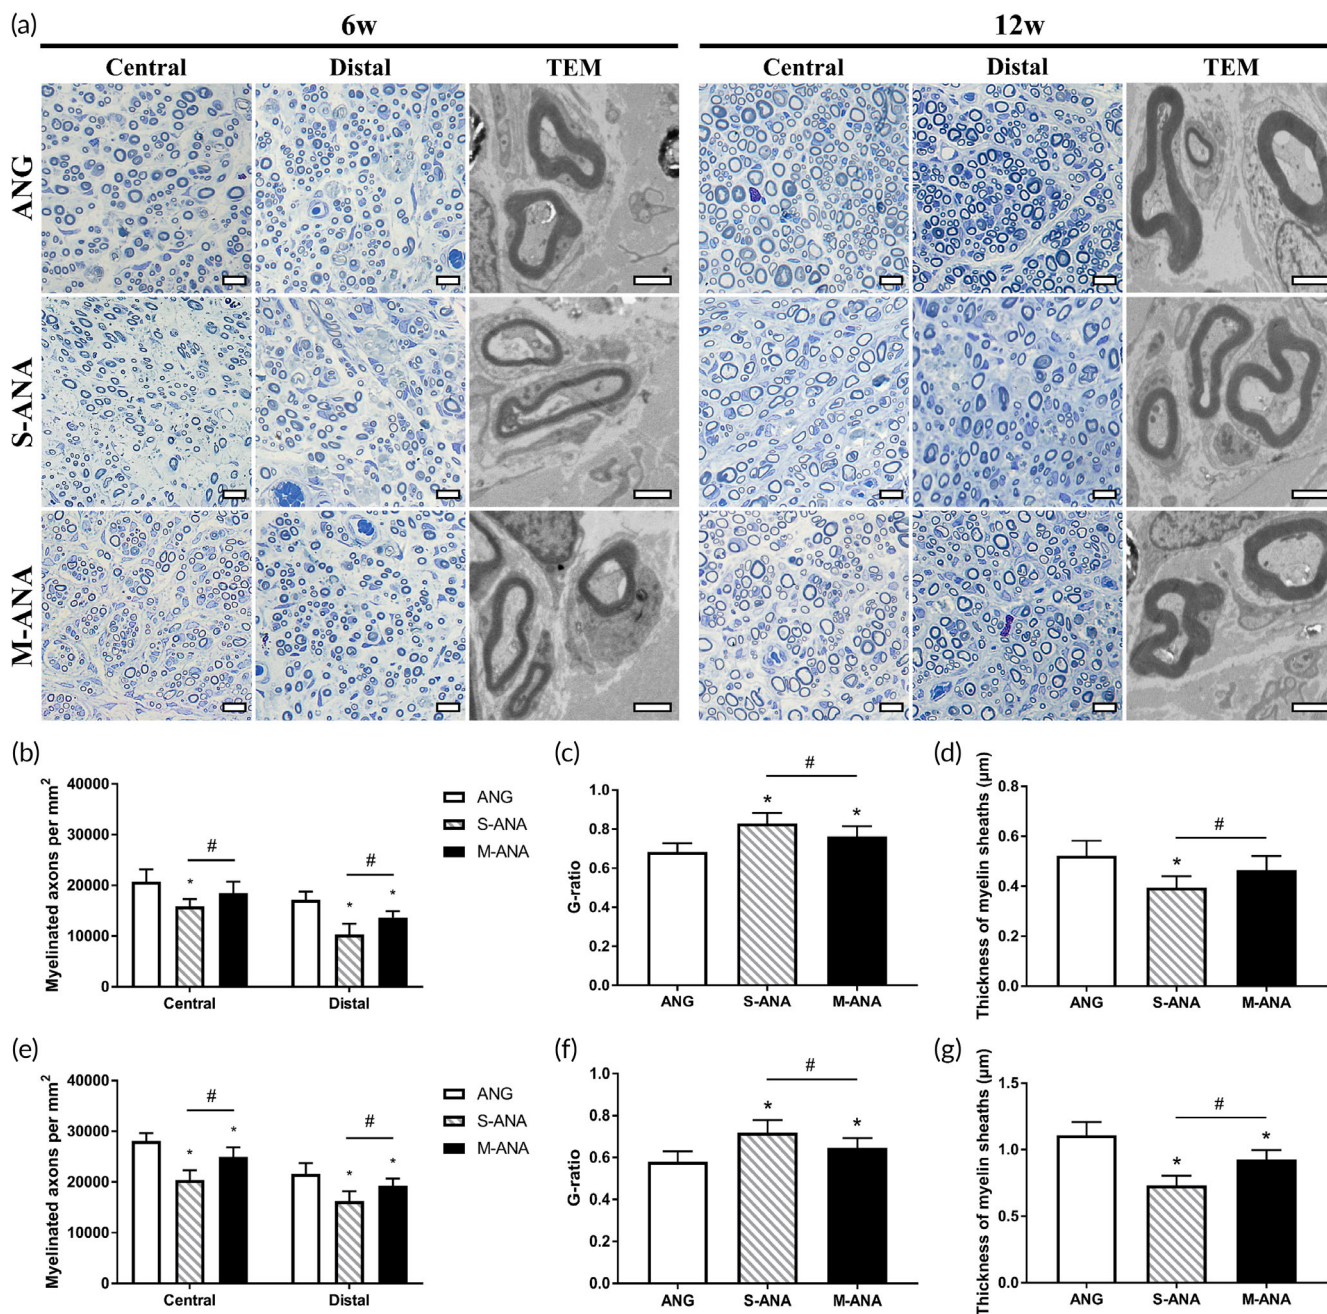 (a)
6w
12w
Central Distal TEM Central Distal TEM
ANG
S-ANA
M-ANA
(b)
Myelinated axons per mm²
40000
30000
20000
10000
0
Central Distal
ANG
S-ANA
M-ANA
*
#
*
#
*
(c)
G-ratio
1.0
0.8
0.6
0.4
0.2
0.0
ANG S-ANA M-ANA
#
*
*
(d)
Thickness of myelin sheaths (μm)
0.8
0.6
0.4
0.2
0.0
ANG S-ANA M-ANA
#
*
(e)
Myelinated axons per mm²
40000
30000
20000
10000
0
Central Distal
ANG
S-ANA
M-ANA
#
*
*
#
*
*
(f)
G-ratio
1.0
0.8
0.6
0.4
0.2
0.0
ANG S-ANA M-ANA
#
*
*
(g)
Thickness of myelin sheaths (μm)
1.5
1.0
0.5
0.0
ANG S-ANA M-ANA
#
*
*